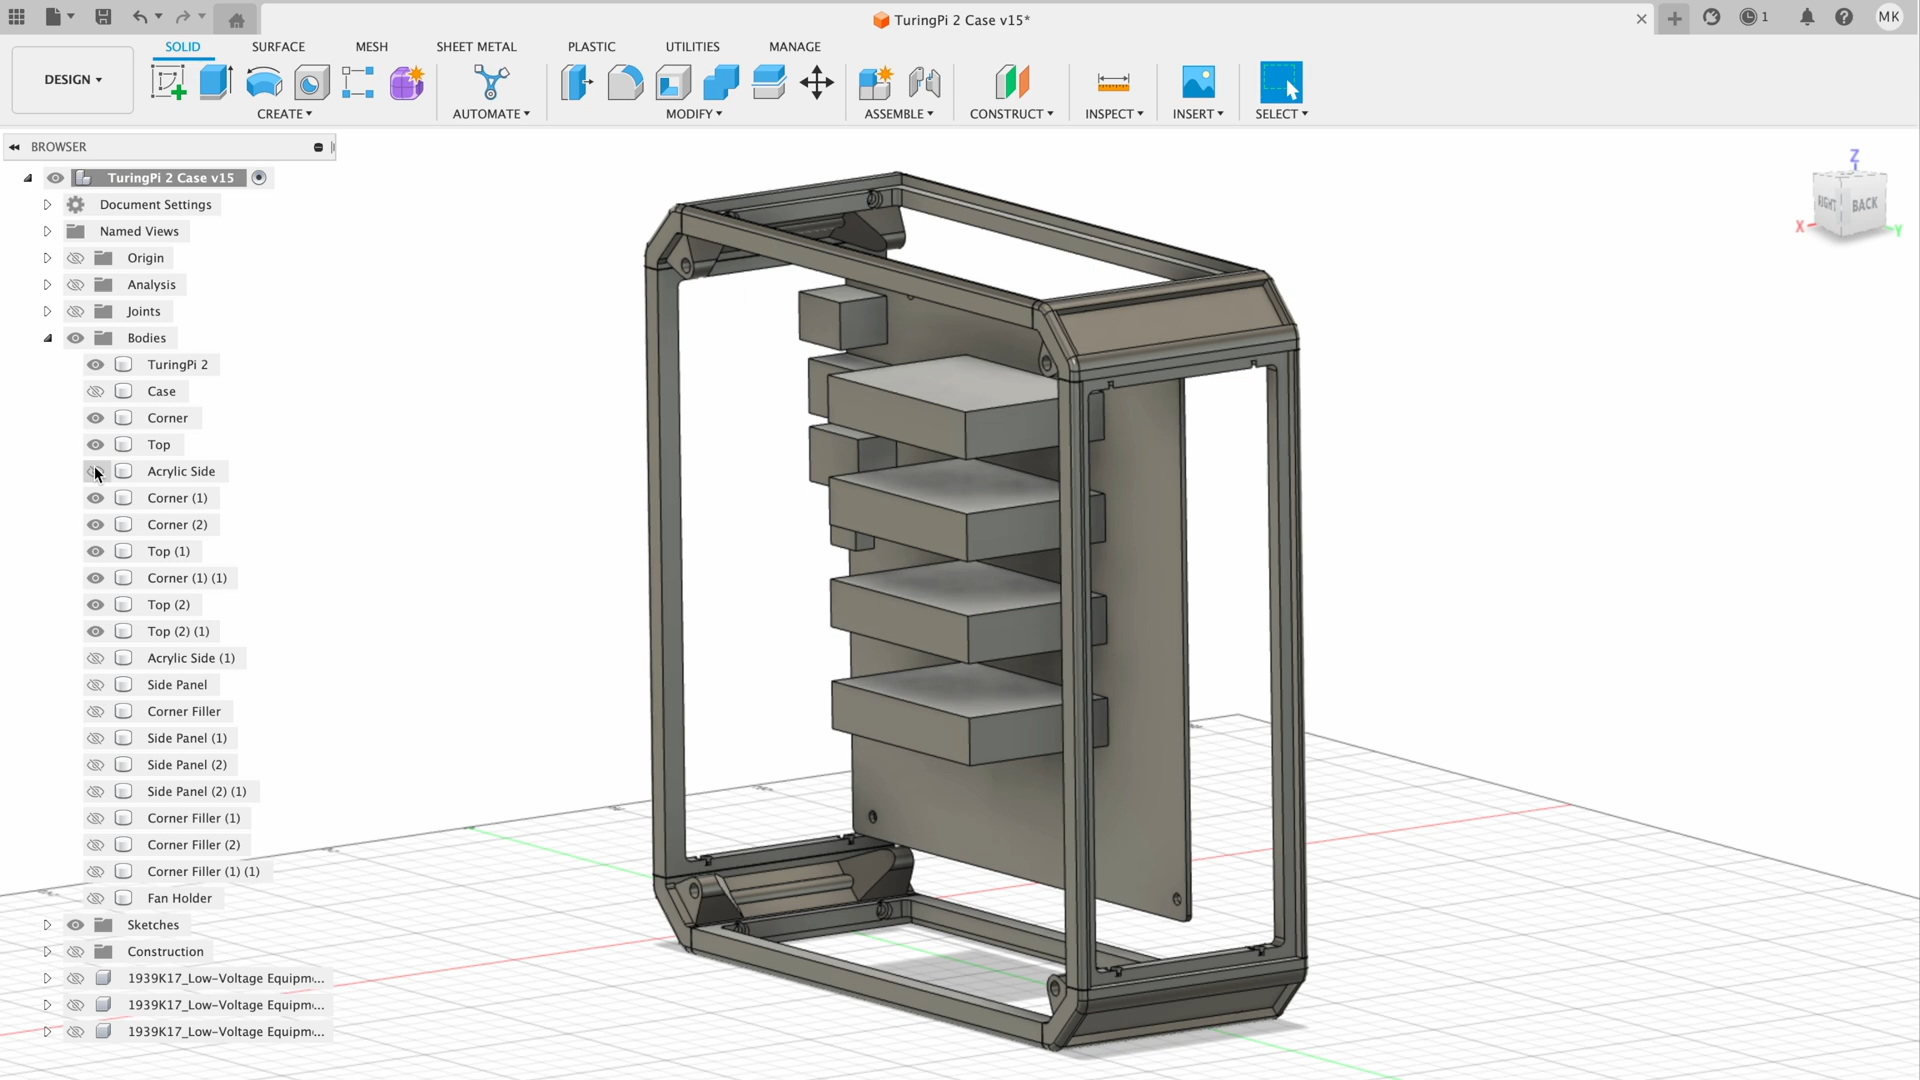 TuringPi 2 Case v15*
1
MK
SOLID SURFACE MESH SHEET METAL PLASTIC UTILITIES MANAGE
DESIGN
CREATE AUTOMATE MODIFY ASSEMBLE CONSTRUCT INSPECT INSERT SELECT
BROWSER
TuringPi 2 Case v15
Document Settings
Named Views
Origin
Analysis
Joints
Bodies
TuringPi 2
Case
Corner
Top
Acrylic Side
Corner (1)
Corner (2)
Top (1)
Corner (1) (1)
Top (2)
Top (2) (1)
Acrylic Side (1)
Side Panel
Corner Filler
Side Panel (1)
Side Panel (2)
Side Panel (2) (1)
Corner Filler (1)
Corner Filler (2)
Corner Filler (1) (1)
Fan Holder
Sketches
Construction
1939K17_Low-Voltage Equipm...
1939K17_Low-Voltage Equipm...
1939K17_Low-Voltage Equipm...
Z
RIGHT BACK
X Y